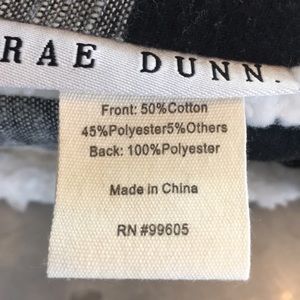 RAE DUNN.
Front: 50%Cotton
45%Polyester5%Others
Back: 100%Polyester
Made in China
RN #99605